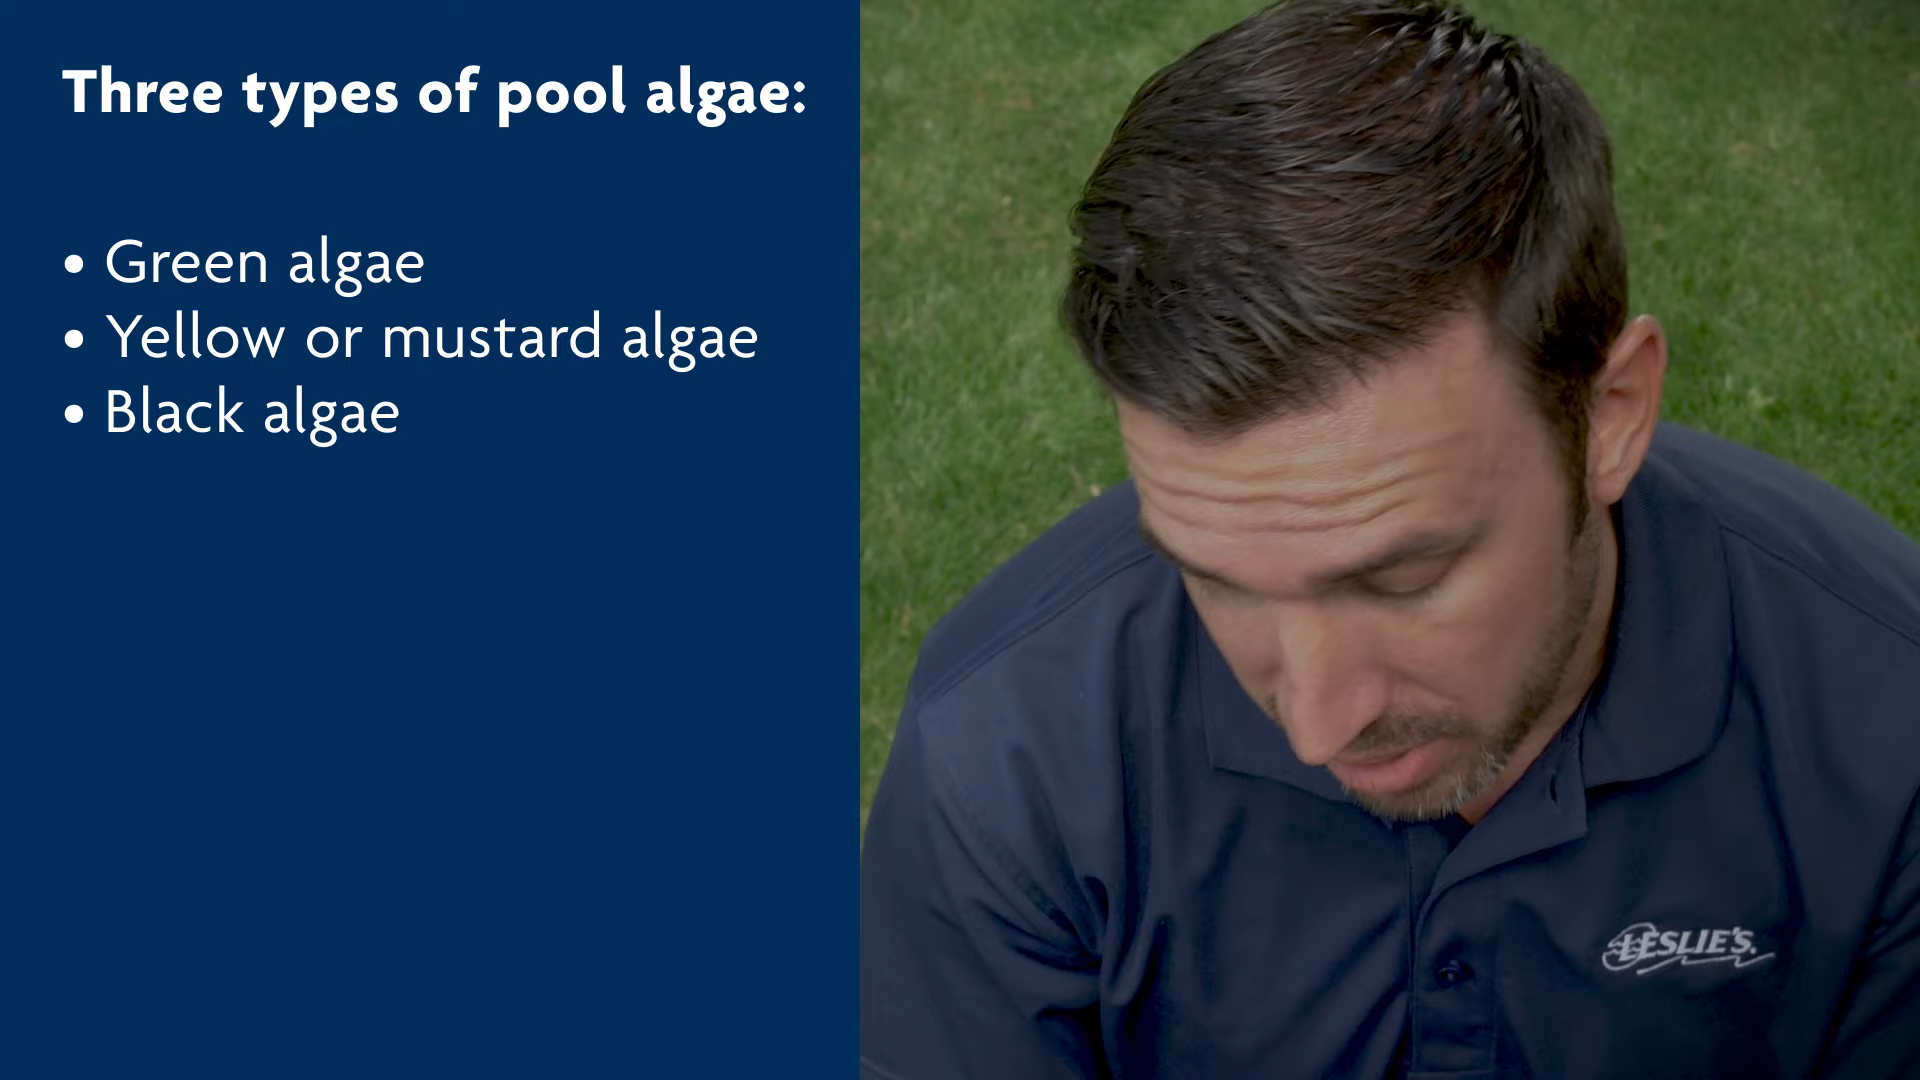 Three types of pool algae:
• Green algae
• Yellow or mustard algae
• Black algae
LESLIE'S.